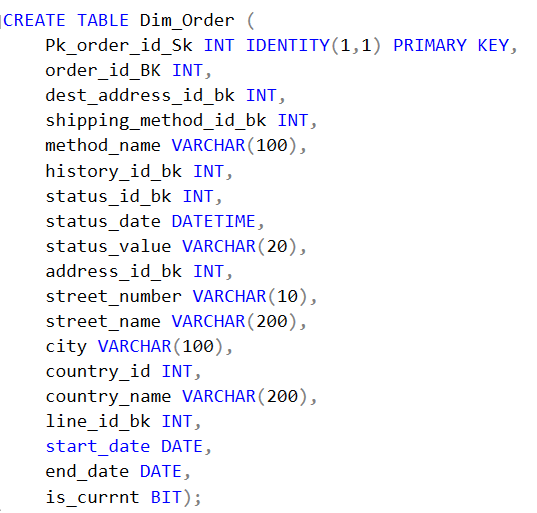 CREATE TABLE Dim_Order (
    Pk_order_id_Sk INT IDENTITY(1,1) PRIMARY KEY,
    order_id_BK INT,
    dest_address_id_bk INT,
    shipping_method_id_bk INT,
    method_name VARCHAR(100),
    history_id_bk INT,
    status_id_bk INT,
    status_date DATETIME,
    status_value VARCHAR(20),
    address_id_bk INT,
    street_number VARCHAR(10),
    street_name VARCHAR(200),
    city VARCHAR(100),
    country_id INT,
    country_name VARCHAR(200),
    line_id_bk INT,
    start_date DATE,
    end_date DATE,
    is_currnt BIT);